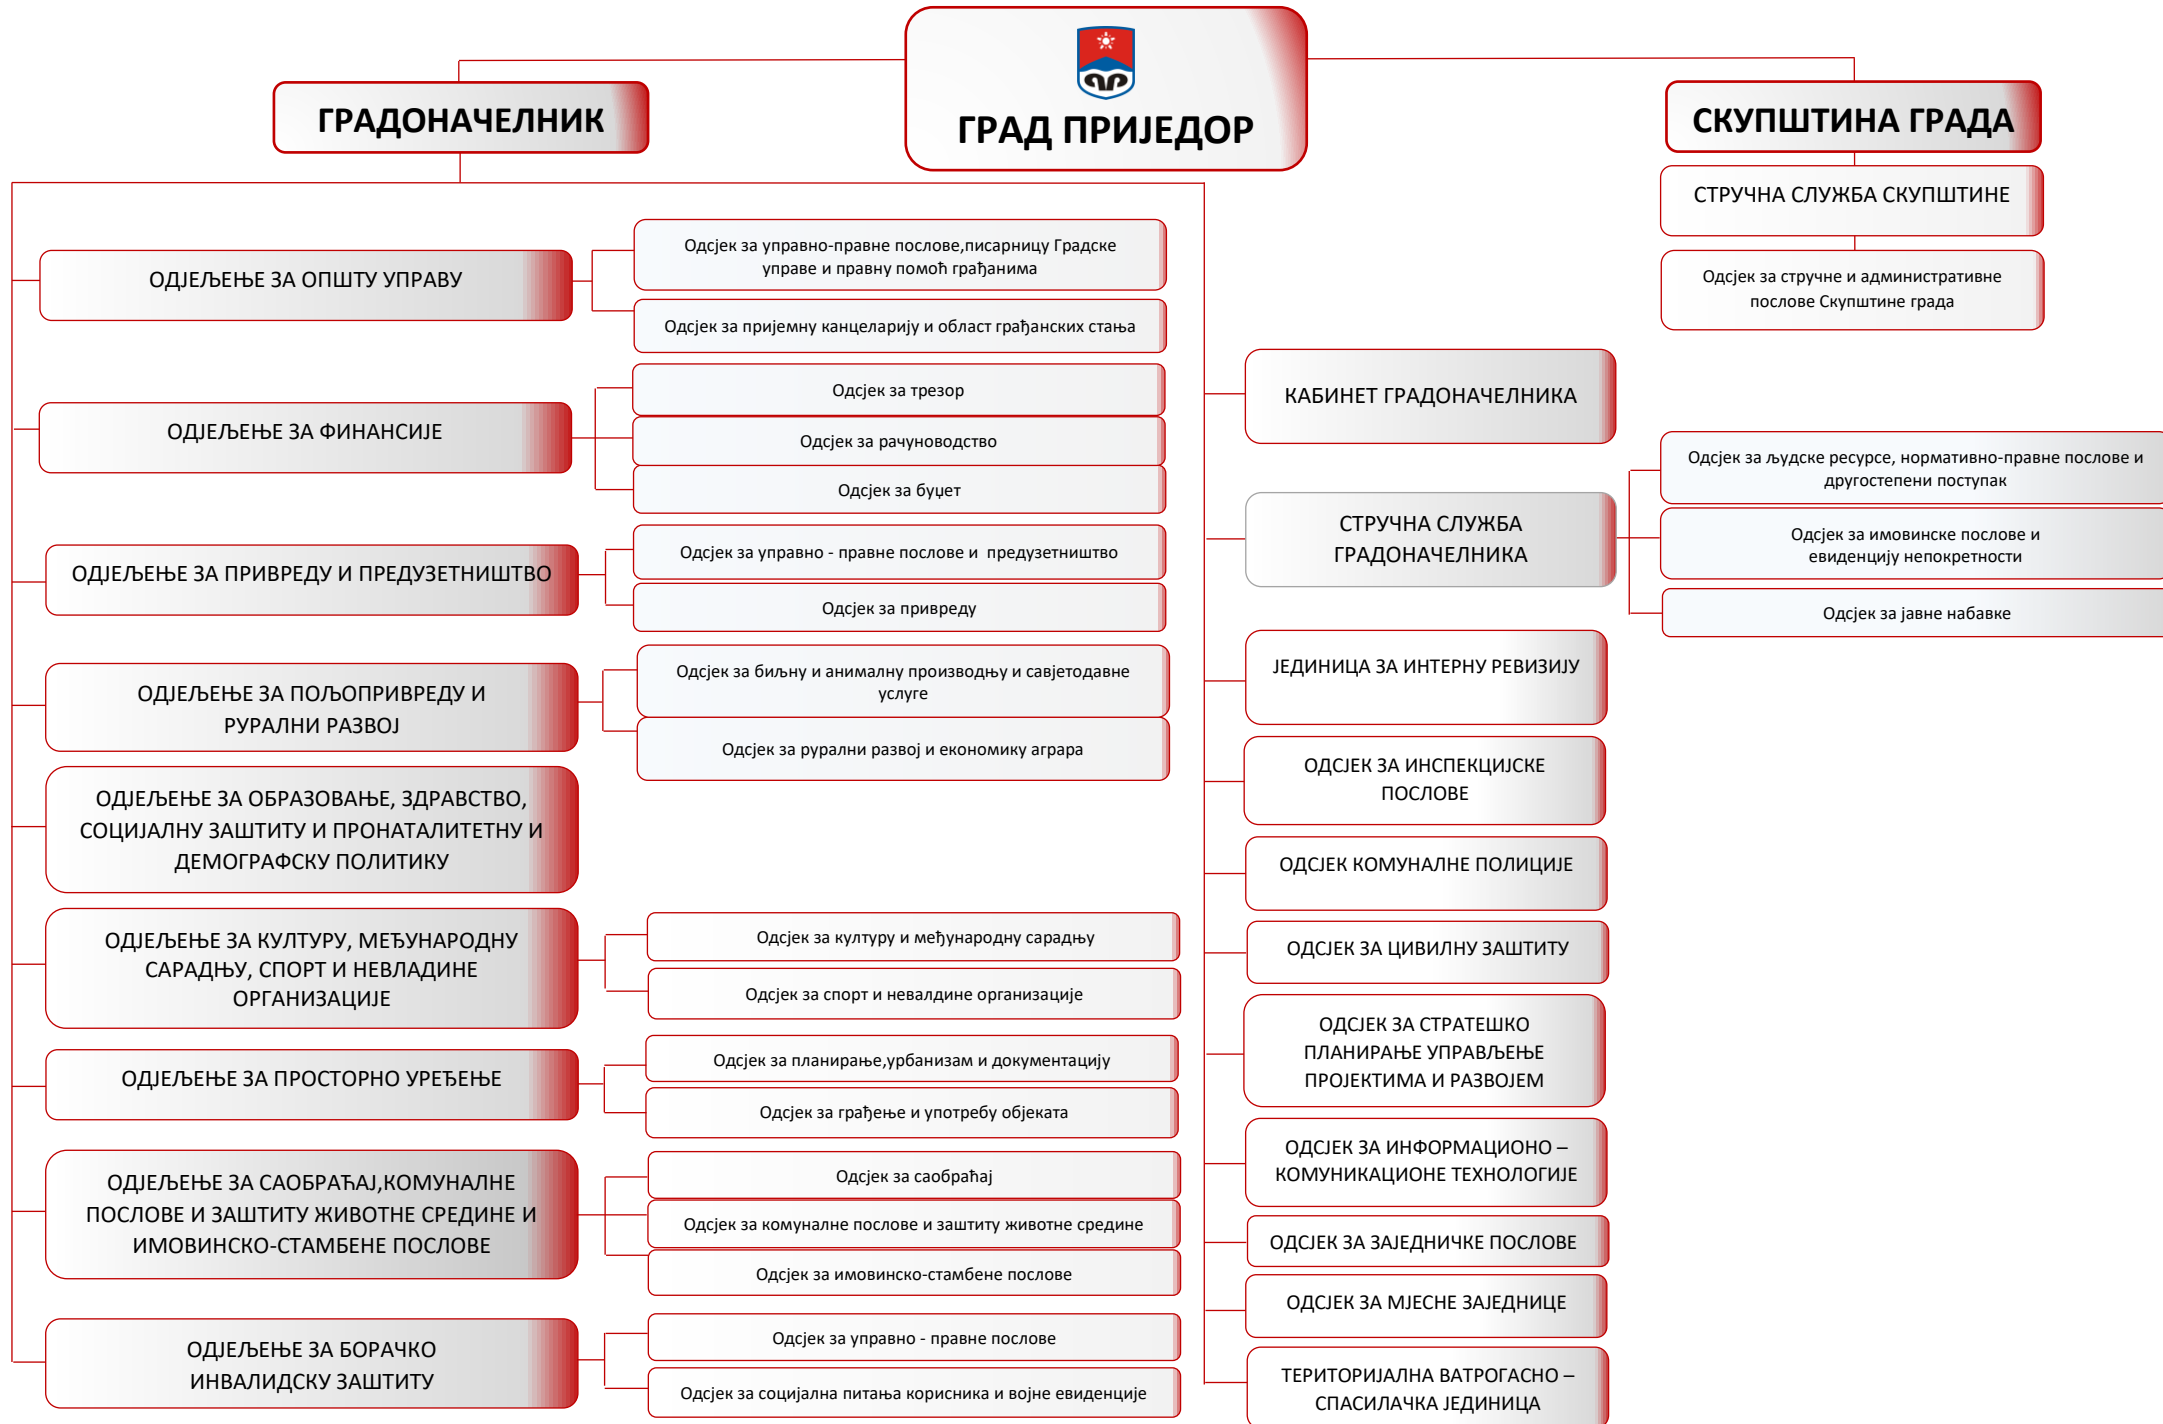 ГРАД ПРИЈЕДОР
ГРАДОНАЧЕЛНИК
СКУПШТИНА ГРАДА
СТРУЧНА СЛУЖБА СКУПШТИНЕ
Одсјек за стручне и административне
послове Скупштине града
ОДЈЕЉЕЊЕ ЗА ОПШТУ УПРАВУ
Одсјек за управно-правне послове,писарницу Градске
управе и правну помоћ грађанима
Одсјек за пријемну канцеларију и област грађанских стања
ОДЈЕЉЕЊЕ ЗА ФИНАНСИЈЕ
Одсјек за трезор
Одсјек за рачуноводство
Одсјек за буџет
ОДЈЕЉЕЊЕ ЗА ПРИВРЕДУ И ПРЕДУЗЕТНИШТВО
Одсјек за управно - правне послове и предузетништво
Одсјек за привреду
ОДЈЕЉЕЊЕ ЗА ПОЉОПРИВРЕДУ И
РУРАЛНИ РАЗВОЈ
Одсјек за биљну и анималну производњу и савјетодавне
услуге
Одсјек за рурални развој и економику аграра
ОДЈЕЉЕЊЕ ЗА ОБРАЗОВАЊЕ, ЗДРАВСТВО,
СОЦИЈАЛНУ ЗАШТИТУ И ПРОНАТАЛИТЕТНУ И
ДЕМОГРАФСКУ ПОЛИТИКУ
ОДЈЕЉЕЊЕ ЗА КУЛТУРУ, МЕЂУНАРОДНУ
САРАДЊУ, СПОРТ И НЕВЛАДИНЕ
ОРГАНИЗАЦИЈЕ
Одсјек за културу и међународну сарадњу
Одсјек за спорт и невалдине организације
ОДЈЕЉЕЊЕ ЗА ПРОСТОРНО УРЕЂЕЊЕ
Одсјек за планирање,урбанизам и документацију
Одсјек за грађење и употребу објеката
ОДЈЕЉЕЊЕ ЗА САОБРАЋАЈ,КОМУНАЛНЕ
ПОСЛОВЕ И ЗАШТИТУ ЖИВОТНЕ СРЕДИНЕ И
ИМОВИНСКО-СТАМБЕНЕ ПОСЛОВЕ
Одсјек за саобраћај
Одсјек за комуналне послове и заштиту животне средине
Одсјек за имовинско-стамбене послове
ОДЈЕЉЕЊЕ ЗА БОРАЧКО
ИНВАЛИДСКУ ЗАШТИТУ
Одсјек за управно - правне послове
Одсјек за социјална питања корисника и војне евиденције
КАБИНЕТ ГРАДОНАЧЕЛНИКА
СТРУЧНА СЛУЖБА
ГРАДОНАЧЕЛНИКА
Одсјек за људске ресурсе, нормативно-правне послове и
другостепени поступак
Одсјек за имовинске послове и
евиденцију непокретности
Одсјек за јавне набавке
ЈЕДИНИЦА ЗА ИНТЕРНУ РЕВИЗИЈУ
ОДСЈЕК ЗА ИНСПЕКЦИЈСКЕ
ПОСЛОВЕ
ОДСЈЕК КОМУНАЛНЕ ПОЛИЦИЈЕ
ОДСЈЕК ЗА ЦИВИЛНУ ЗАШТИТУ
ОДСЈЕК ЗА СТРАТЕШКО
ПЛАНИРАЊЕ УПРАВЉЕЊЕ
ПРОЈЕКТИМА И РАЗВОЈЕМ
ОДСЈЕК ЗА ИНФОРМАЦИОНО –
КОМУНИКАЦИОНЕ ТЕХНОЛОГИЈЕ
ОДСЈЕК ЗА ЗАЈЕДНИЧКЕ ПОСЛОВЕ
ОДСЈЕК ЗА МЈЕСНЕ ЗАЈЕДНИЦЕ
ТЕРИТОРИЈАЛНА ВАТРОГАСНО –
СПАСИЛАЧКА ЈЕДИНИЦА